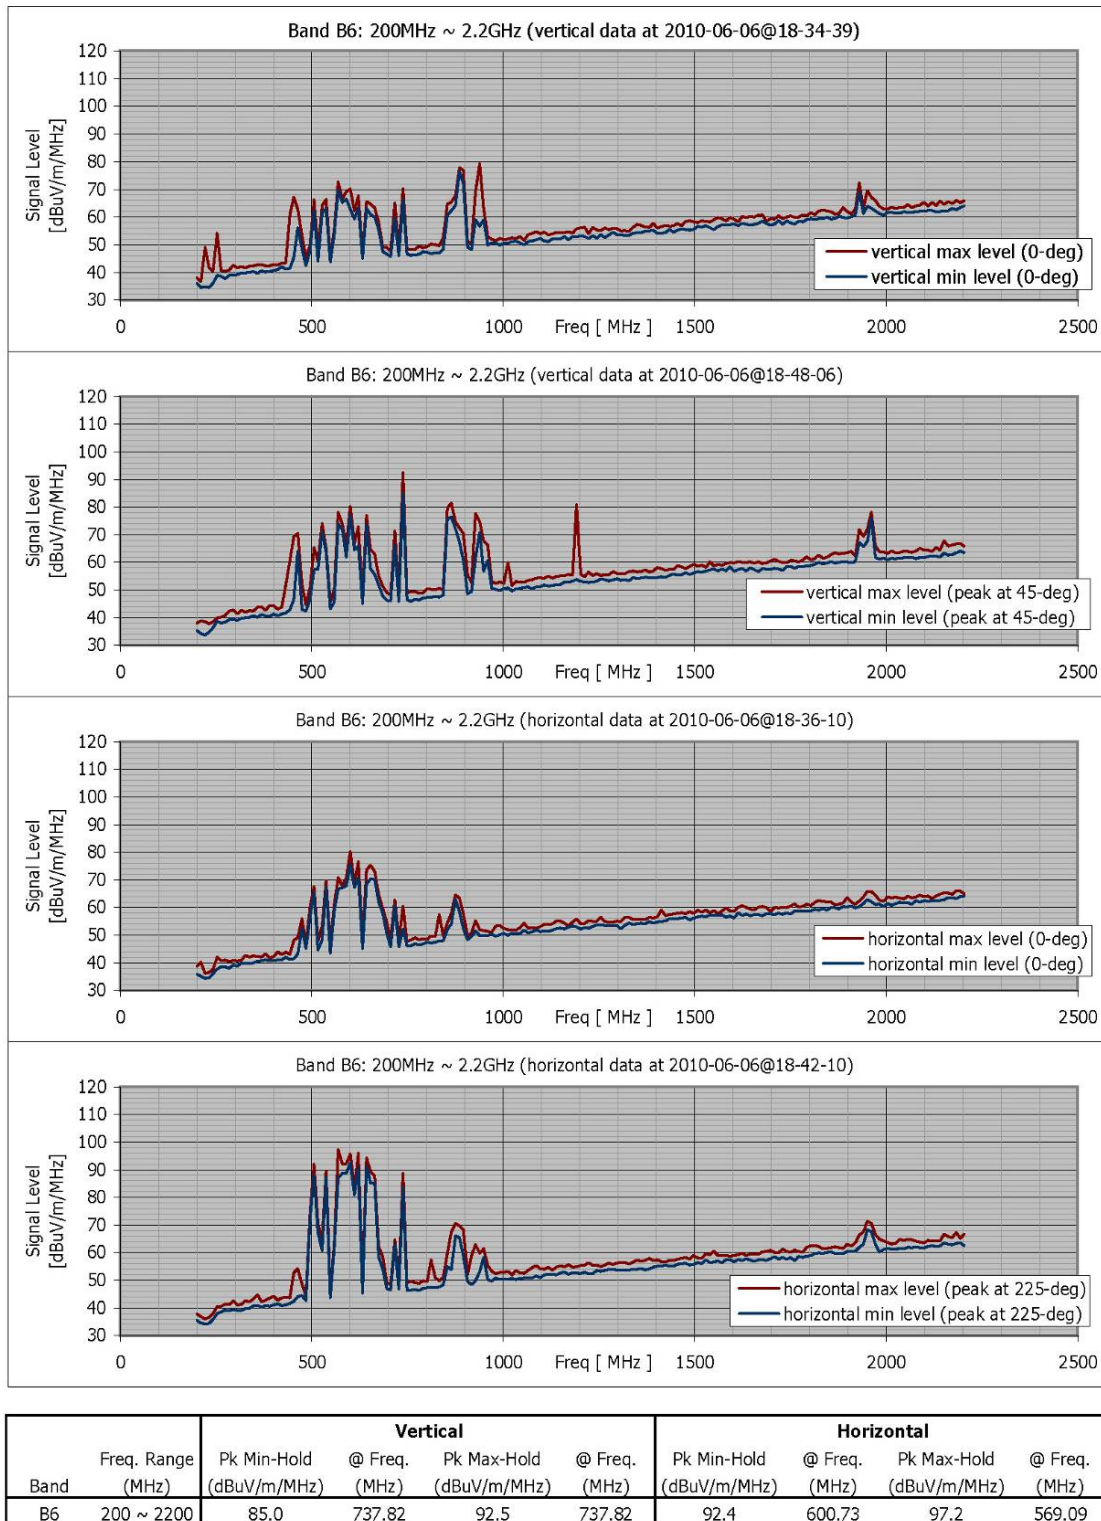 Band B6: 200MHz ~ 2.2GHz (vertical data at 2010-06-06@18-34-39)
120
110
100
90
80
70
60
50
40
30
Signal Level
[dBuV/m/MHz]
vertical max level (0-deg)
vertical min level (0-deg)
0 500 1000 Freq [ MHz ] 1500 2000 2500
Band B6: 200MHz ~ 2.2GHz (vertical data at 2010-06-06@18-48-06)
120
110
100
90
80
70
60
50
40
30
Signal Level
[dBuV/m/MHz]
vertical max level (peak at 45-deg)
vertical min level (peak at 45-deg)
0 500 1000 Freq [ MHz ] 1500 2000 2500
Band B6: 200MHz ~ 2.2GHz (horizontal data at 2010-06-06@18-36-10)
120
110
100
90
80
70
60
50
40
30
Signal Level
[dBuV/m/MHz]
horizontal max level (0-deg)
horizontal min level (0-deg)
0 500 1000 Freq [ MHz ] 1500 2000 2500
Band B6: 200MHz ~ 2.2GHz (horizontal data at 2010-06-06@18-42-10)
120
110
100
90
80
70
60
50
40
30
Signal Level
[dBuV/m/MHz]
horizontal max level (peak at 225-deg)
horizontal min level (peak at 225-deg)
0 500 1000 Freq [ MHz ] 1500 2000 2500
Vertical Horizontal
Freq. Range Pk Min-Hold @ Freq. Pk Max-Hold @ Freq. Pk Min-Hold @ Freq. Pk Max-Hold @ Freq.
Band (MHz) (dBuV/m/MHz) (MHz) (dBuV/m/MHz) (MHz) (dBuV/m/MHz) (MHz) (dBuV/m/MHz) (MHz)
B6 200 ~ 2200 85.0 737.82 92.5 737.82 92.4 600.73 97.2 569.09